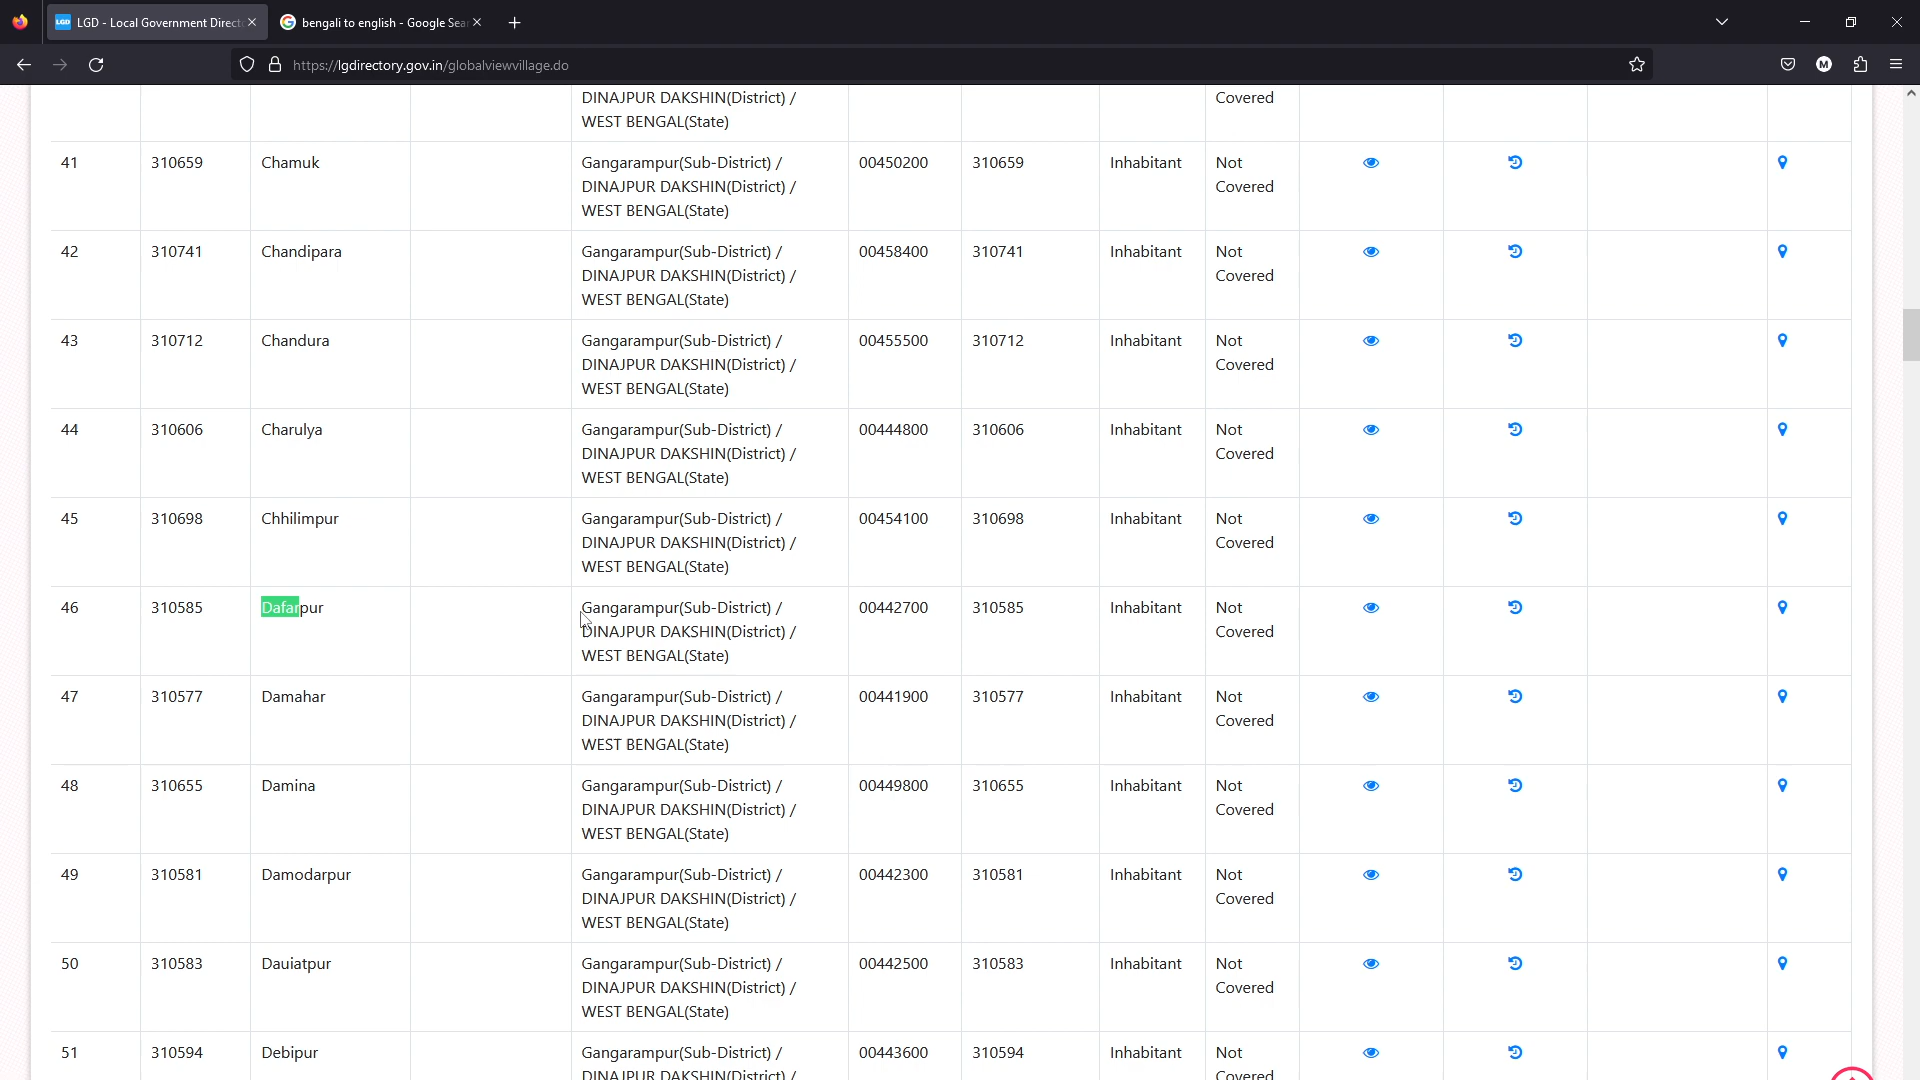 LGD - Local Government Direct
bengali to english - Google Sea
https://lgdirectory.gov.in/globalviewvillage.do
M
DINAJPUR DAKSHIN(District) / Covered
WEST BENGAL(State)
41 310659 Chamuk Gangarampur(Sub-District) / 00450200 310659 Inhabitant Not
DINAJPUR DAKSHIN(District) / Covered
WEST BENGAL(State)
42 310741 Chandipara Gangarampur(Sub-District) / 00458400 310741 Inhabitant Not
DINAJPUR DAKSHIN(District) / Covered
WEST BENGAL(State)
43 310712 Chandura Gangarampur(Sub-District) / 00455500 310712 Inhabitant Not
DINAJPUR DAKSHIN(District) / Covered
WEST BENGAL(State)
44 310606 Charulya Gangarampur(Sub-District) / 00444800 310606 Inhabitant Not
DINAJPUR DAKSHIN(District) / Covered
WEST BENGAL(State)
45 310698 Chhilimpur Gangarampur(Sub-District) / 00454100 310698 Inhabitant Not
DINAJPUR DAKSHIN(District) / Covered
WEST BENGAL(State)
46 310585 Dafarpur Gangarampur(Sub-District) / 00442700 310585 Inhabitant Not
DINAJPUR DAKSHIN(District) / Covered
WEST BENGAL(State)
47 310577 Damahar Gangarampur(Sub-District) / 00441900 310577 Inhabitant Not
DINAJPUR DAKSHIN(District) / Covered
WEST BENGAL(State)
48 310655 Damina Gangarampur(Sub-District) / 00449800 310655 Inhabitant Not
DINAJPUR DAKSHIN(District) / Covered
WEST BENGAL(State)
49 310581 Damodarpur Gangarampur(Sub-District) / 00442300 310581 Inhabitant Not
DINAJPUR DAKSHIN(District) / Covered
WEST BENGAL(State)
50 310583 Dauiatpur Gangarampur(Sub-District) / 00442500 310583 Inhabitant Not
DINAJPUR DAKSHIN(District) / Covered
WEST BENGAL(State)
51 310594 Debipur Gangarampur(Sub-District) / 00443600 310594 Inhabitant Not
DINAJPUR DAKSHIN(District) / Covered